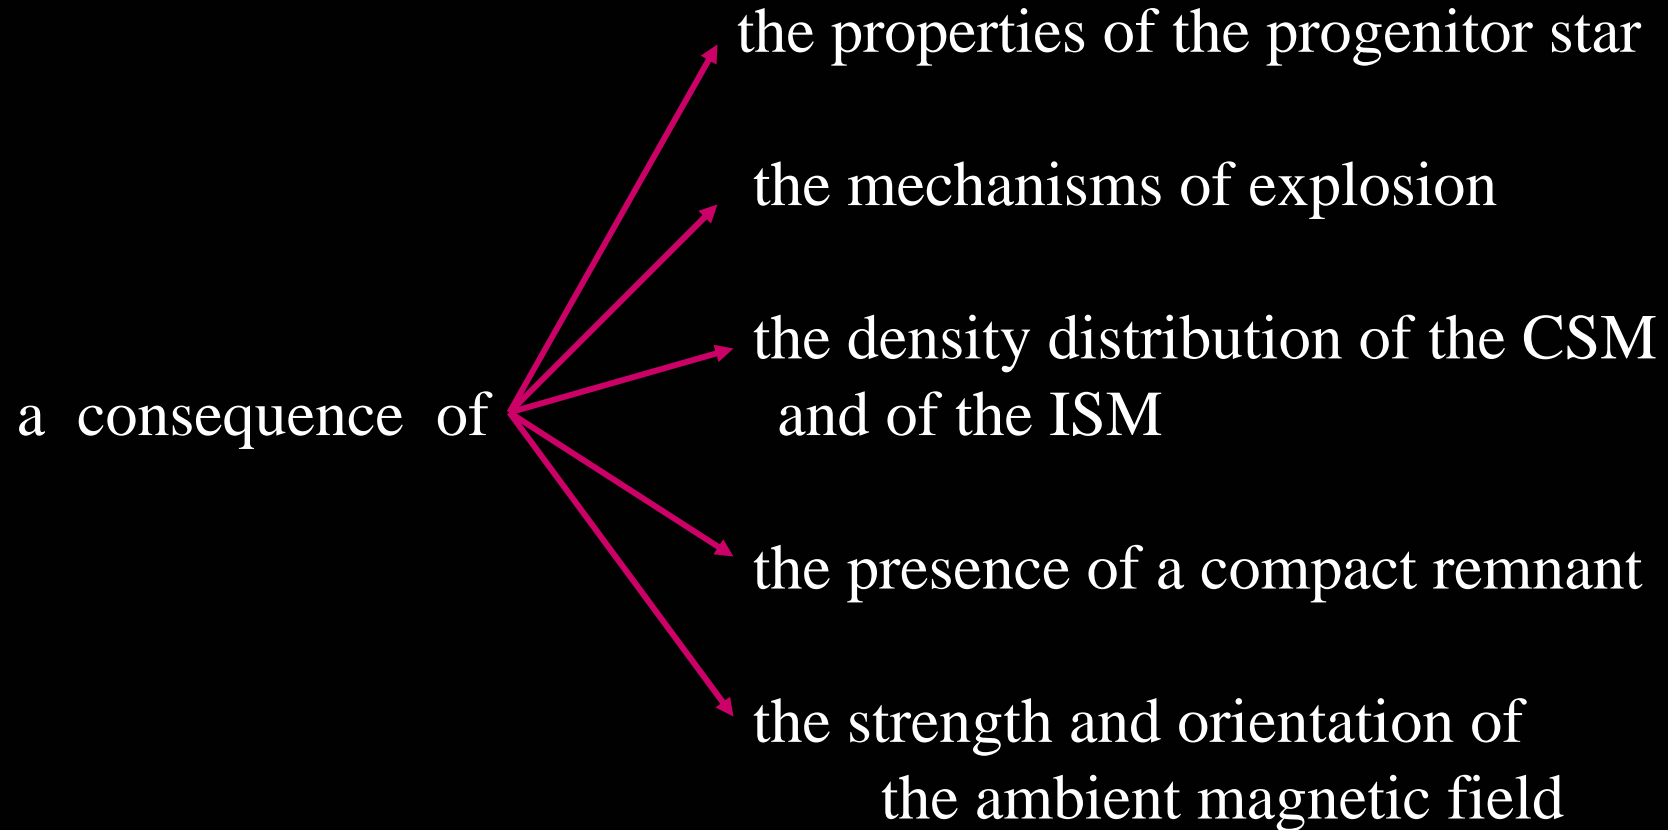 the properties of the progenitor star
the mechanisms of explosion
the density distribution of the CSM
a consequence of
and of the ISM
the presence of a compact remnant
the strength and orientation of
the ambient magnetic field